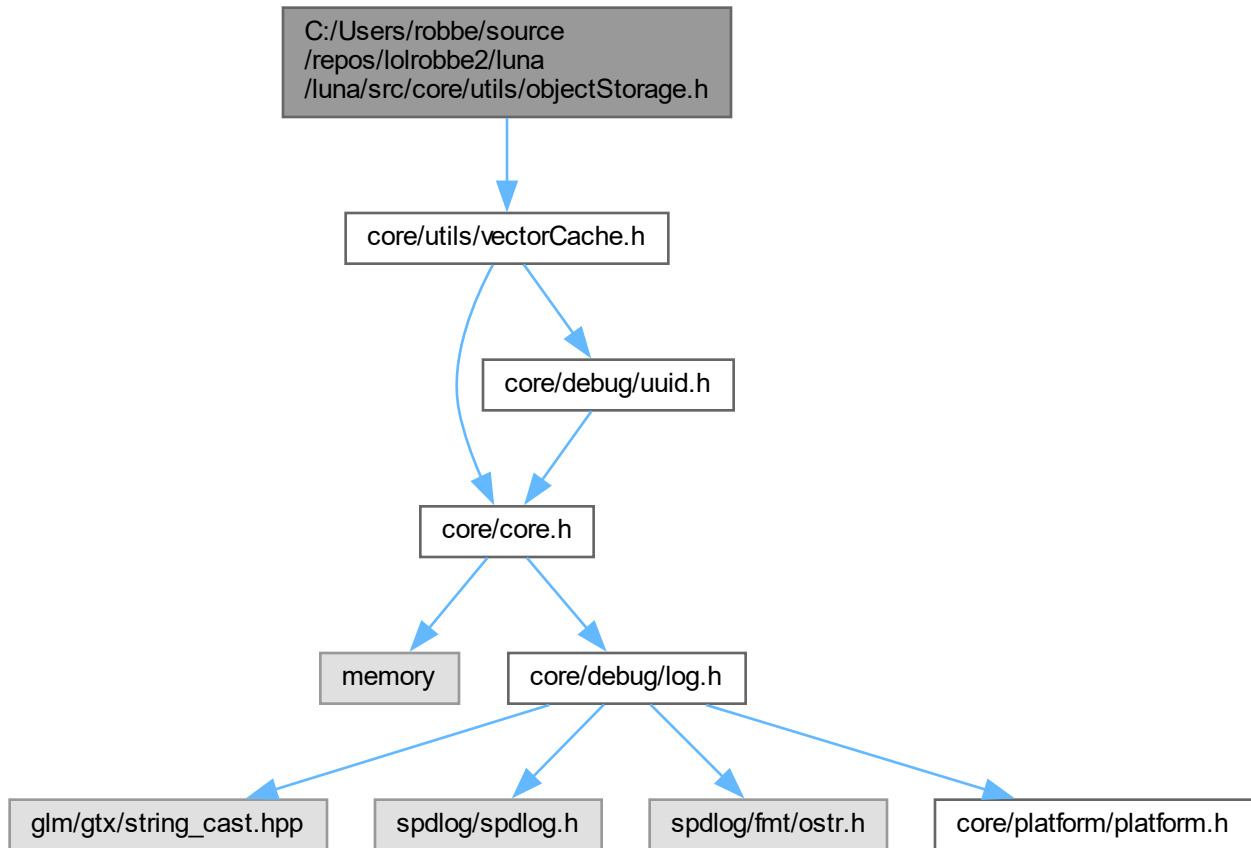 C:/Users/robbe/source
/repos/lolrobbe2/luna
/luna/src/core/utils/objectStorage.h
core/utils/vectorCache.h
core/debug/uuid.h
core/core.h
memory
core/debug/log.h
glm/gtx/string_cast.hpp
spdlog/spdlog.h
spdlog/fmt/ostr.h
core/platform/platform.h